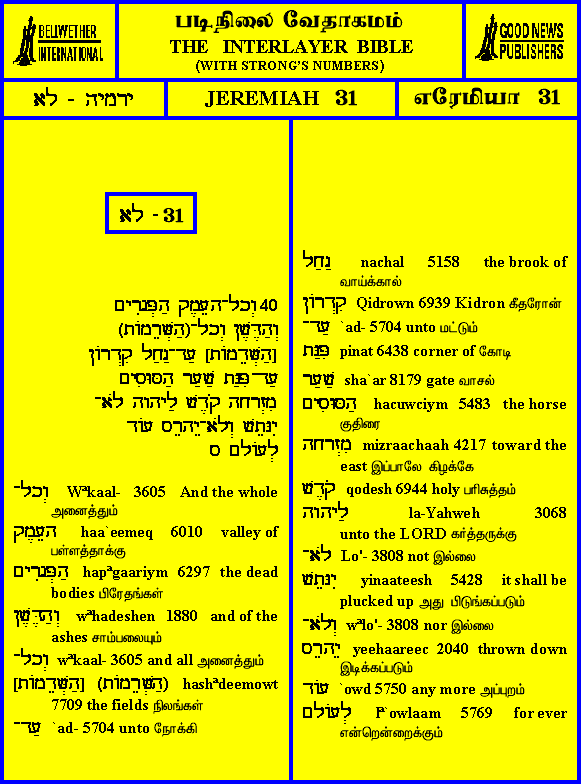 BELLWETHER
INTERNATIONAL
படிநிலை வேதாகமம்
THE INTERLAYER BIBLE
(WITH STRONG'S NUMBERS)
GOOD NEWS
PUBLISHERS
ירמיה - לא
JEREMIAH 31
எரேமியா 31
לא - 31
40 וְכָל־הָעֵמֶק הַפְּגָרִים
וְהַדֶּשֶׁן וְכָל־(הַשְּׁרֵמוֹת)
[הַשְּׁדֵמוֹת] עַד־נַחַל קִדְרוֹן
עַד־פִּנַּת שַׁעַר הַסּוּסִים
מִזְרָחָה קֹדֶשׁ לַיהוָה לֹא־
יִנָּתֵשׁ וְלֹא־יֵהָרֵס עוֹד
לְעוֹלָם ס
וְכָל־ Wªkaal- 3605 And the whole
அனைத்தும்
הָעֵמֶק haa`eemeq 6010 valley of
பள்ளத்தாக்கு
הַפְּגָרִים hapªgaariym 6297 the dead
bodies பிரேதங்கள்
וְהַדֶּשֶׁן wªhadeshen 1880 and of the
ashes சாம்பலையும்
וְכָל־ wªkaal- 3605 and all அனைத்தும்
[הַשְּׁדֵמוֹת] (הַשְּׁרֵמוֹת) hashªdeemowt
7709 the fields நிலங்கள்
עַד־ `ad- 5704 unto நோக்கி
נַחַל nachal 5158 the brook of
வாய்க்கால்
קִדְרוֹן Qidrown 6939 Kidron கீதரோன்
עַד־ `ad- 5704 unto மட்டும்
פִּנַּת pinat 6438 corner of கோடி
שַׁעַר sha`ar 8179 gate வாசல்
הַסּוּסִים hacuwciym 5483 the horse
குதிரை
מִזְרָחָה mizraachaah 4217 toward the
east இப்பாலே கிழக்கே
קֹדֶשׁ qodesh 6944 holy பரிசுத்தம்
לַיהוָה la-Yahweh 3068
unto the LORD கர்த்தருக்கு
לֹא־ Lo'- 3808 not இல்லை
יִנָּתֵשׁ yinaateesh 5428 it shall be
plucked up அது பிடுங்கப்படும்
וְלֹא־ wªlo'- 3808 nor இல்லை
יֵהָרֵס yeehaareec 2040 thrown down
இடிக்கப்படும்
עוֹד `owd 5750 any more அப்புறம்
לְעוֹלָם lª`owlaam 5769 for ever
என்றென்றைக்கும்